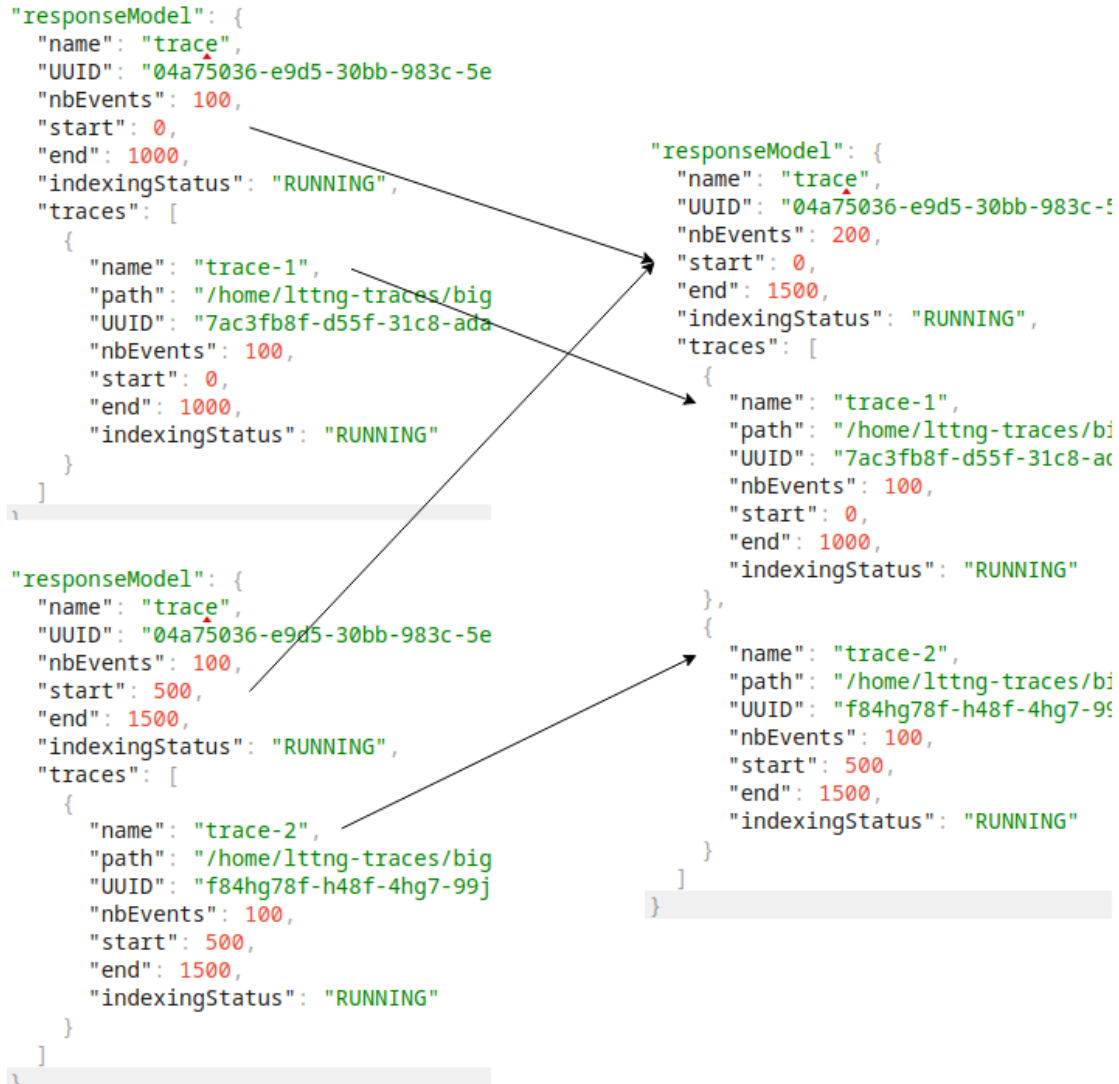 "responseModel": {
"name": "trace",
"UUID": "04a75036-e9d5-30bb-983c-5e
"nbEvents": 100,
"start": 0,
"end": 1000,
"indexingStatus": "RUNNING",
"traces": [
{
"name": "trace-1",
"path": "/home/lttng-traces/big
"UUID": "7ac3fb8f-d55f-31c8-ada
"nbEvents": 100,
"start": 0,
"end": 1000,
"indexingStatus": "RUNNING"
}
]
}
"responseModel": {
"name": "trace",
"UUID": "04a75036-e9d5-30bb-983c-5e
"nbEvents": 100,
"start": 500,
"end": 1500,
"indexingStatus": "RUNNING",
"traces": [
{
"name": "trace-2",
"path": "/home/lttng-traces/big
"UUID": "f84hg78f-h48f-4hg7-99j
"nbEvents": 100,
"start": 500,
"end": 1500,
"indexingStatus": "RUNNING"
}
]
}
"responseModel": {
"name": "trace",
"UUID": "04a75036-e9d5-30bb-983c-5
"nbEvents": 200,
"start": 0,
"end": 1500,
"indexingStatus": "RUNNING",
"traces": [
{
"name": "trace-1",
"path": "/home/lttng-traces/bi
"UUID": "7ac3fb8f-d55f-31c8-ad
"nbEvents": 100,
"start": 0,
"end": 1000,
"indexingStatus": "RUNNING"
},
{
"name": "trace-2",
"path": "/home/lttng-traces/bi
"UUID": "f84hg78f-h48f-4hg7-99
"nbEvents": 100,
"start": 500,
"end": 1500,
"indexingStatus": "RUNNING"
}
]
}